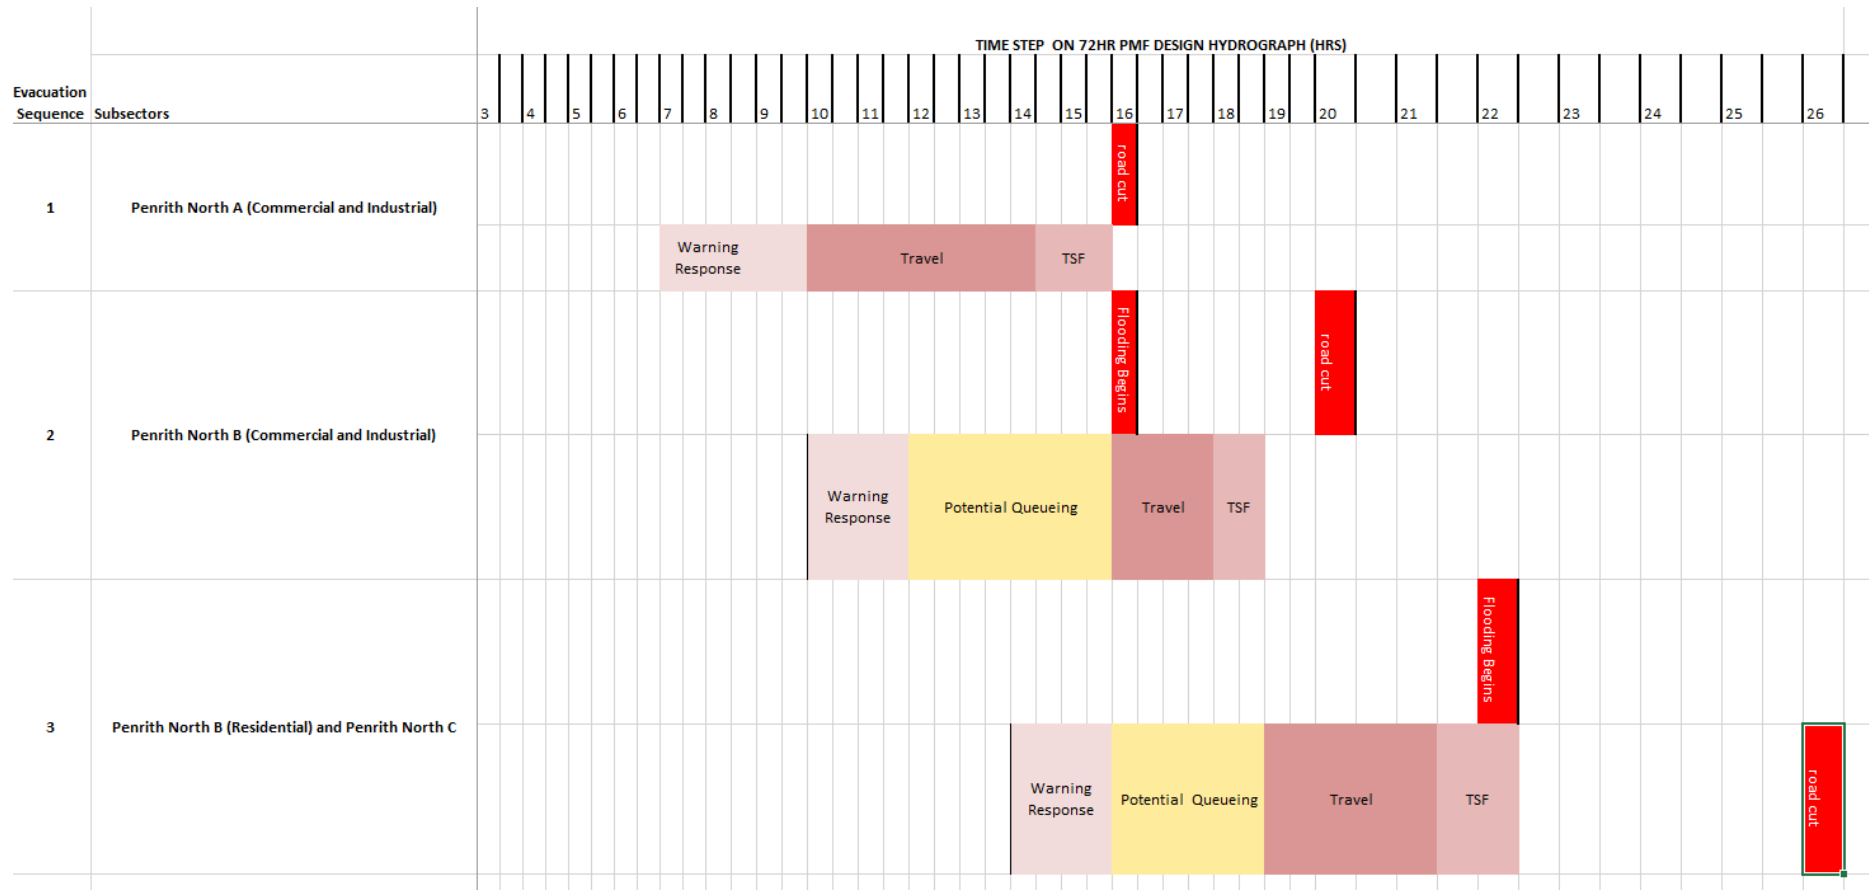 TIME STEP  ON 72HR PMF DESIGN HYDROGRAPH (HRS)
Evacuation
Sequence
Subsectors
3 4 5 6 7 8 9 10 11 12 13 14 15 16 17 18 19 20 21 22 23 24 25 26
road cut
1
Penrith North A (Commercial and Industrial)
Warning
Response
Travel
TSF
Flooding Begins
road cut
2
Penrith North B (Commercial and Industrial)
Warning
Response
Potential Queueing
Travel
TSF
Flooding Begins
3
Penrith North B (Residential) and Penrith North C
Warning
Response
Potential  Queueing
Travel
TSF
road cut